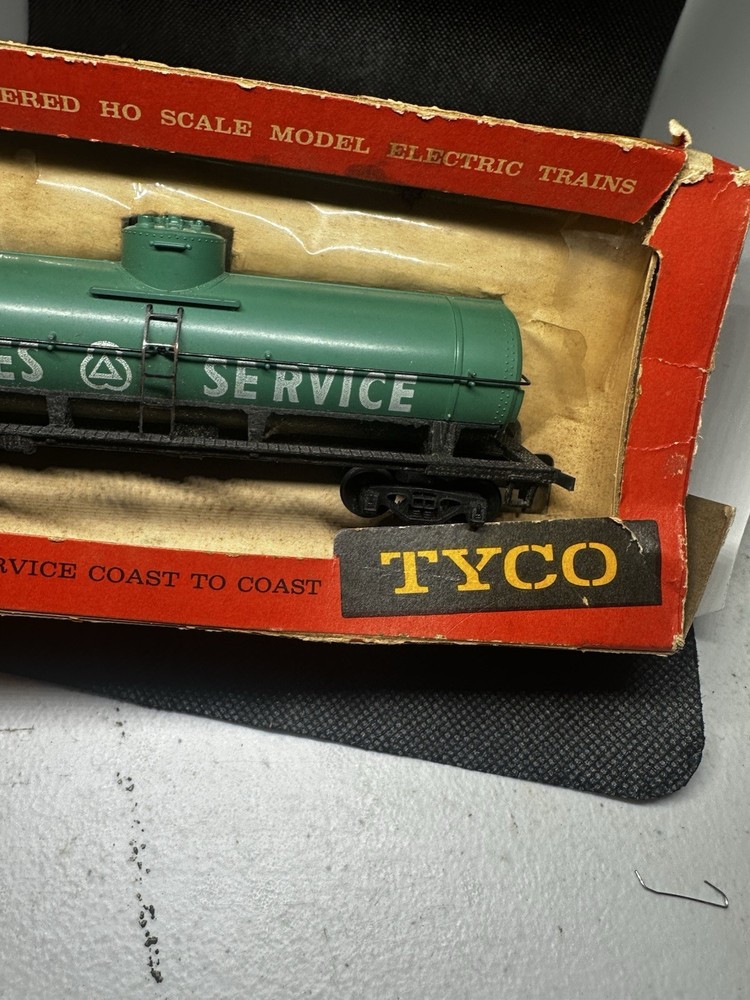 ERED HO SCALE MODEL ELECTRIC TRAINS
ES SERVICE
RVICE COAST TO COAST
TYCO